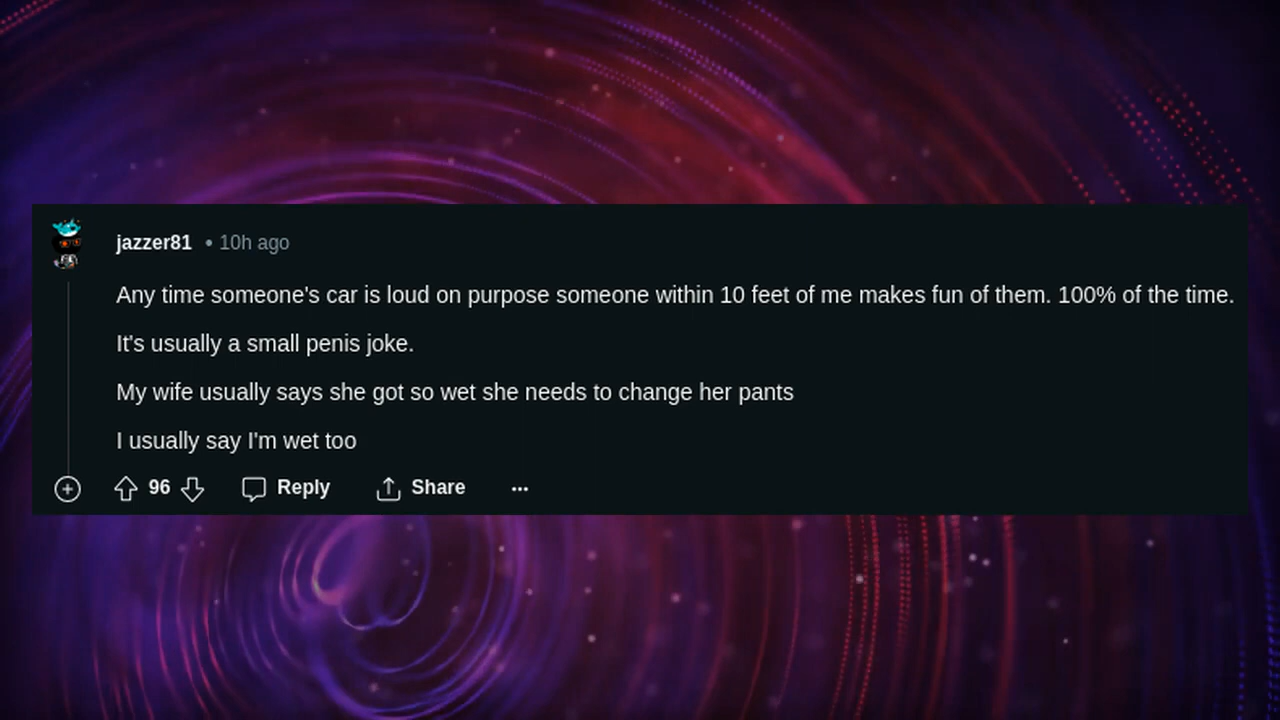 jazzer81 • 10h ago
Any time someone's car is loud on purpose someone within 10 feet of me makes fun of them. 100% of the time.
It's usually a small penis joke.
My wife usually says she got so wet she needs to change her pants
I usually say I'm wet too
96 Reply Share ...